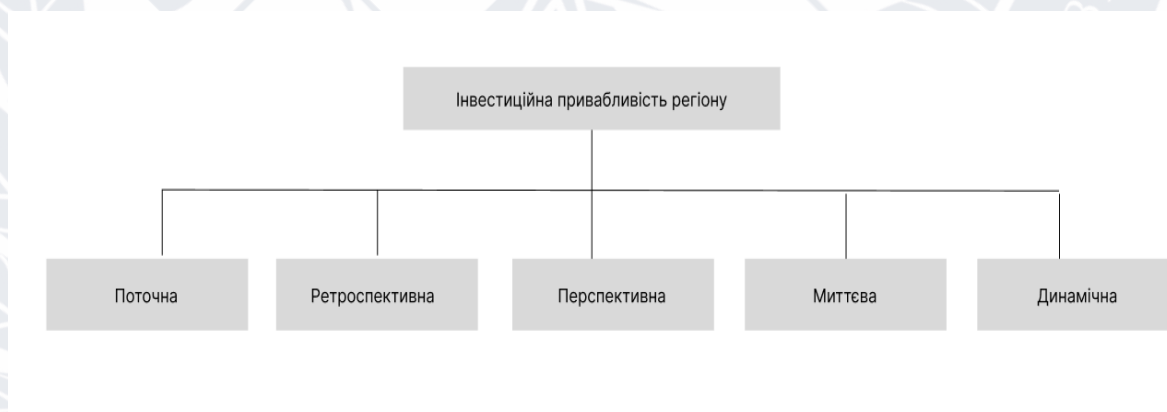 Інвестиційна привабливість регіону
Поточна
Ретроспективна
Перспективна
Миттєва
Динамічна